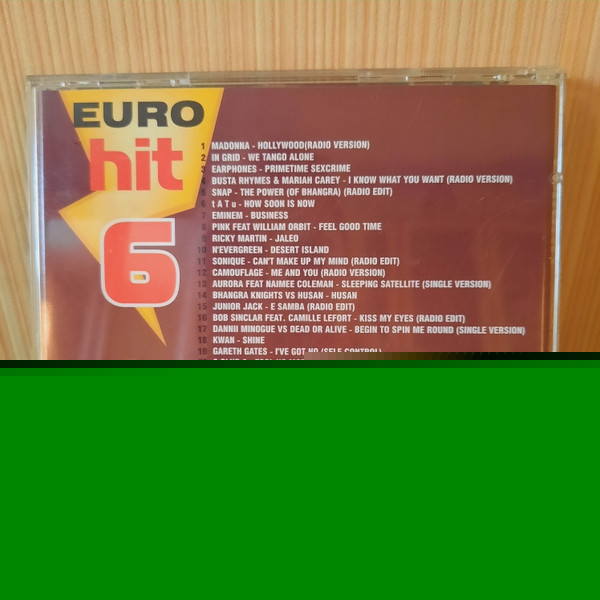 EURO
hit
6
1 MADONNA - HOLLYWOOD(RADIO VERSION)
2 IN GRID - WE TANGO ALONE
3 EARPHONES - PRIMETIME SEXCRIME
4 BUSTA RHYMES & MARIAH CAREY - I KNOW WHAT YOU WANT (RADIO VERSION)
5 SNAP - THE POWER (OF BHANGRA) (RADIO EDIT)
6 t A T u - HOW SOON IS NOW
7 EMINEM - BUSINESS
8 PINK FEAT WILLIAM ORBIT - FEEL GOOD TIME
9 RICKY MARTIN - JALEO
10 N'EVERGREEN - DESERT ISLAND
11 SONIQUE - CAN'T MAKE UP MY MIND (RADIO EDIT)
12 CAMOUFLAGE - ME AND YOU (RADIO VERSION)
13 AURORA FEAT NAIMEE COLEMAN - SLEEPING SATELLITE (SINGLE VERSION)
14 BHANGRA KNIGHTS VS HUSAN - HUSAN
15 JUNIOR JACK - E SAMBA (RADIO EDIT)
16 BOB SINCLAR FEAT. CAMILLE LEFORT - KISS MY EYES (RADIO EDIT)
17 DANNII MINOGUE VS DEAD OR ALIVE - BEGIN TO SPIN ME ROUND (SINGLE VERSION)
18 KWAN - SHINE
19 GARETH GATES - I'VE GOT NO (SELF CONTROL)